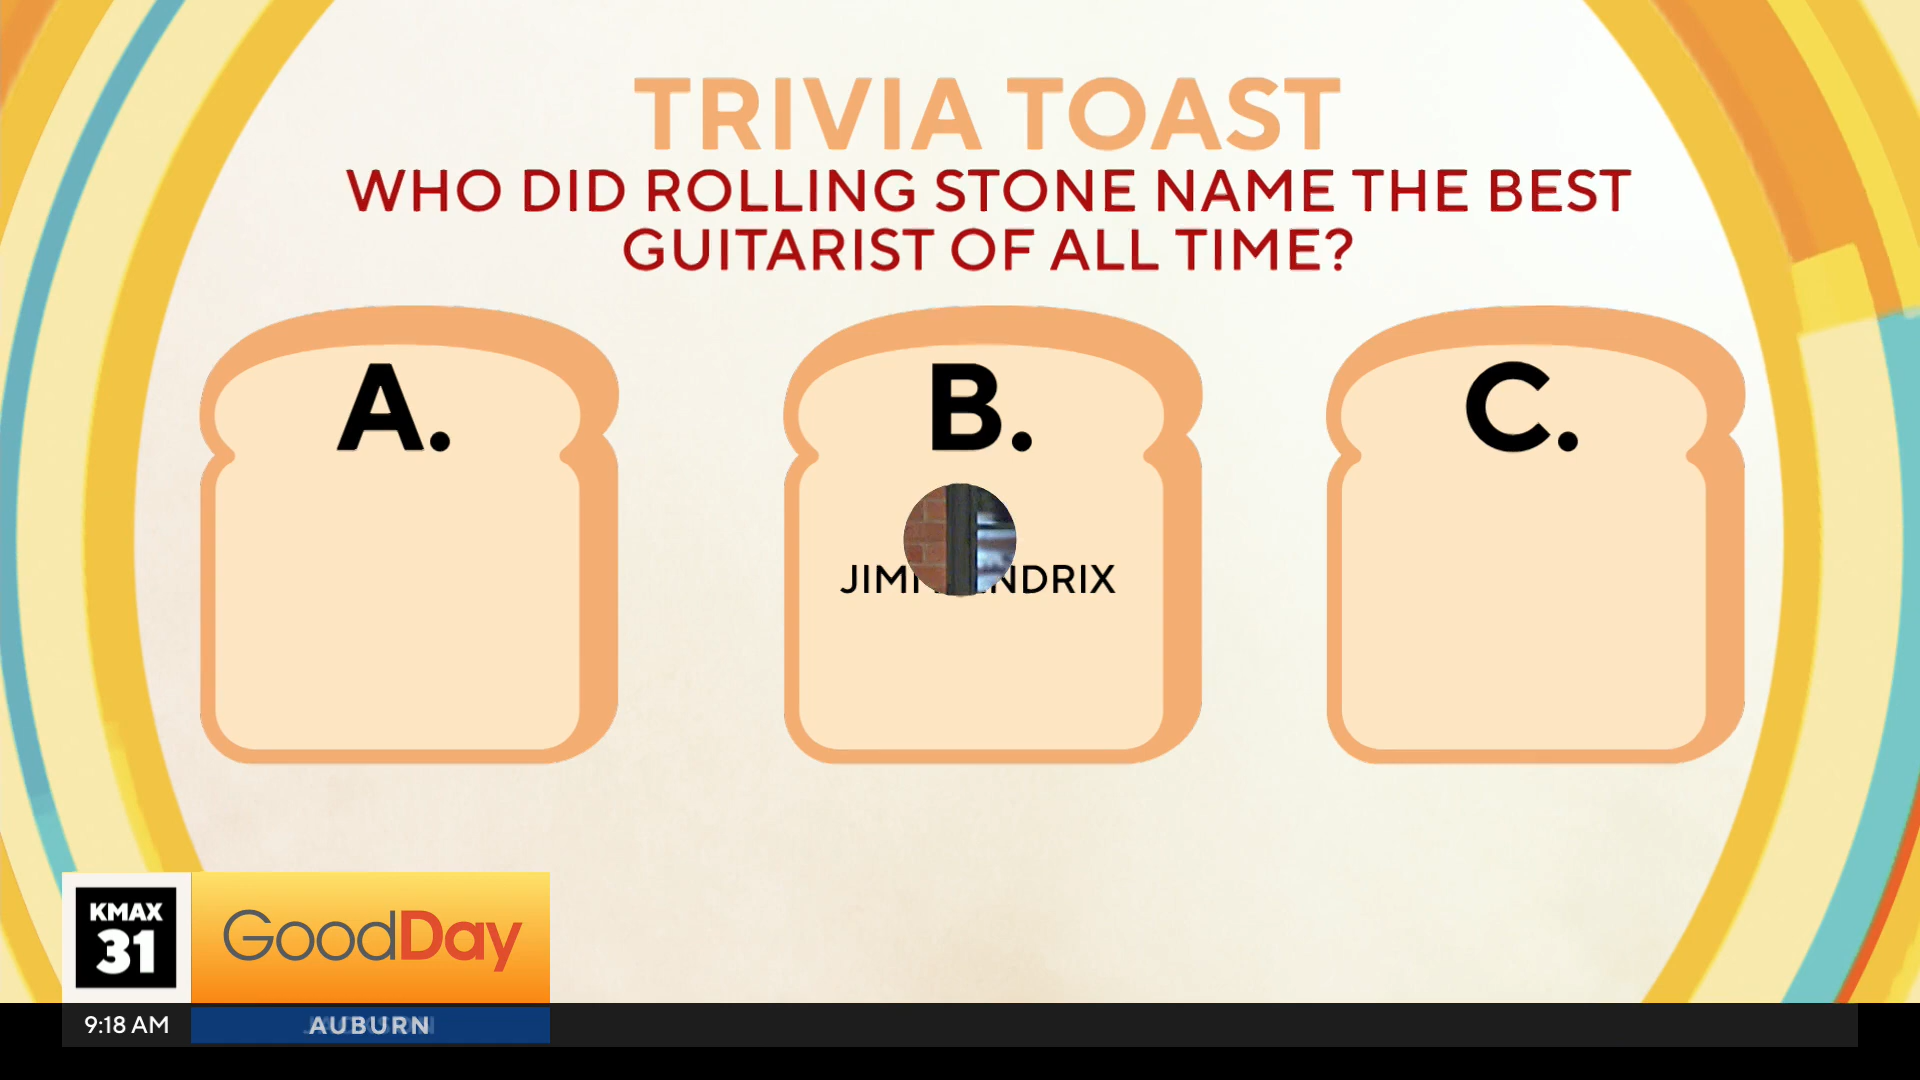 TRIVIA TOAST
WHO DID ROLLING STONE NAME THE BEST
GUITARIST OF ALL TIME?
A.
B.
C.
JIMI
KMAX
31
GoodDay
9:18 AM
AUBURN